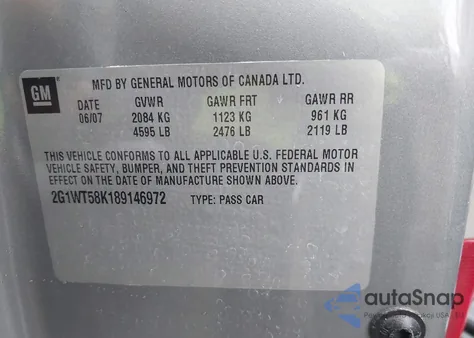 GM
MFD BY GENERAL MOTORS OF CANADA LTD.
DATE GVWR GAWR FRT GAWR RR
06/07 2084 KG 1123 KG 961 KG
4595 LB 2476 LB 2119 LB
THIS VEHICLE CONFORMS TO ALL APPLICABLE U.S. FEDERAL MOTOR
VEHICLE SAFETY, BUMPER, AND THEFT PREVENTION STANDARDS IN
EFFECT ON THE DATE OF MANUFACTURE SHOWN ABOVE.
2G1WT58K189146972 TYPE: PASS CAR
autoSnap
USA